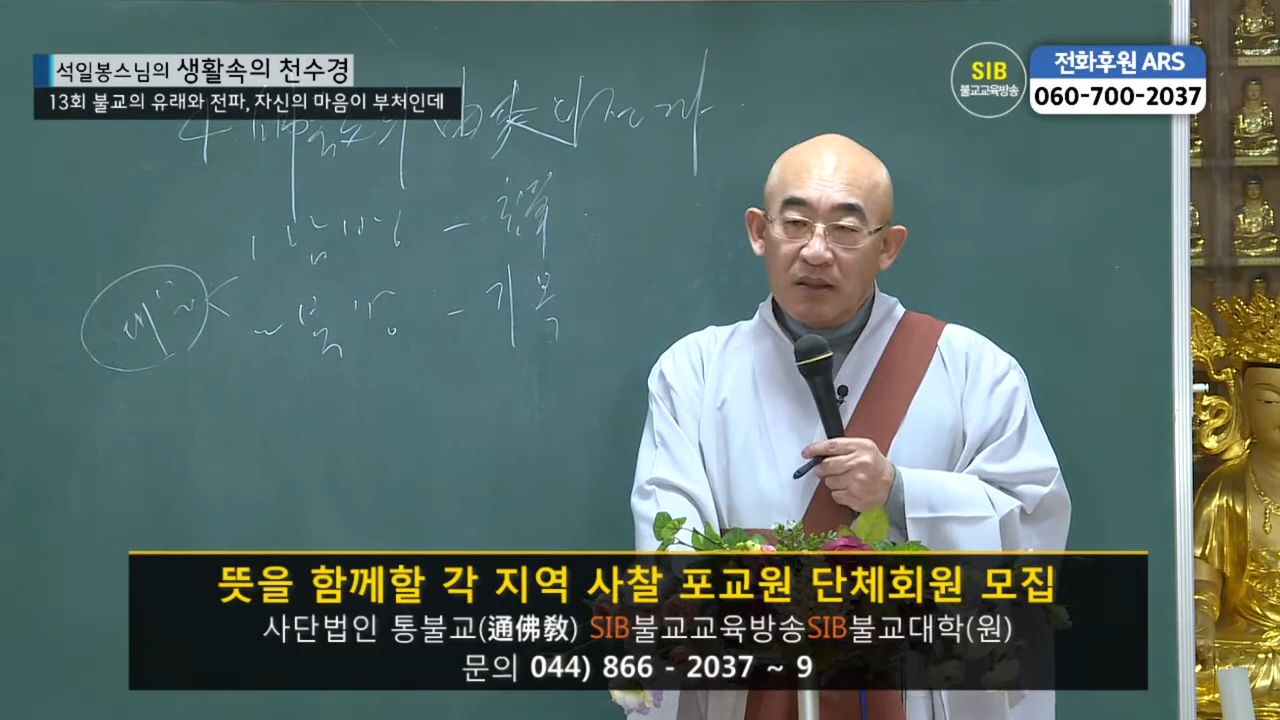 석일봉스님의 생활속의 천수경
13회 불교의 유래와 전파, 자신의 마음이 부처인데
SIB
불교교육방송
전화후원 ARS
060-700-2037
기복
뜻을 함께할 각 지역 사찰 포교원 단체회원 모집
사단법인 통불교(通佛敎) SIB불교교육방송SIB불교대학(원)
문의 044) 866 - 2037 ~ 9